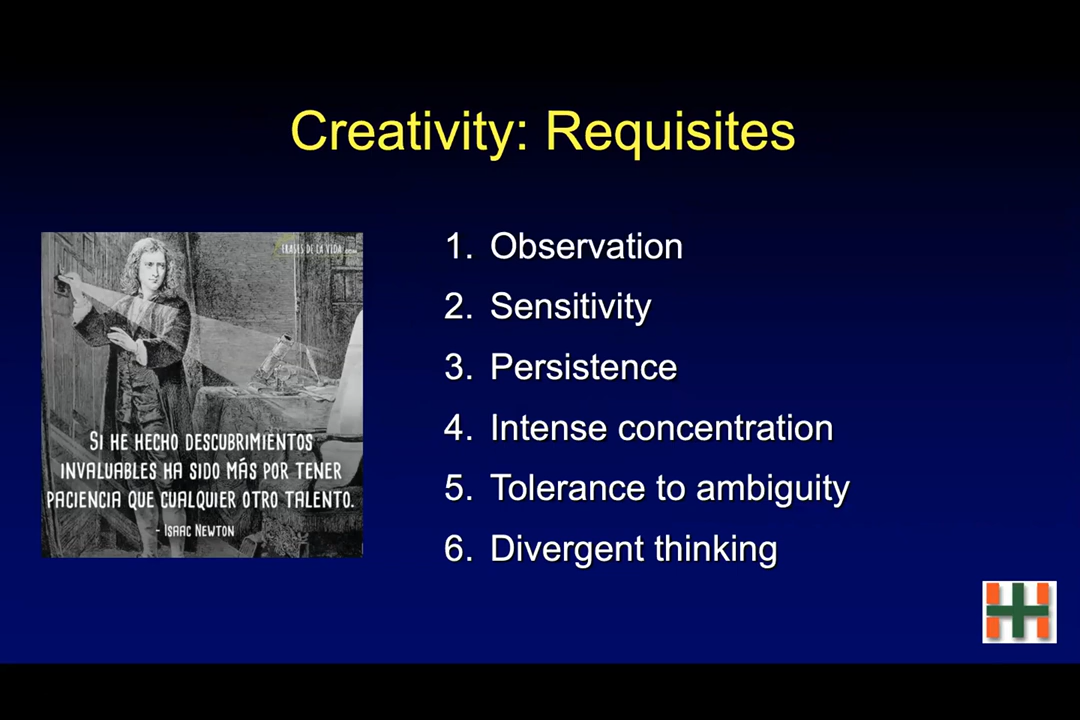 Creativity: Requisites
FRASES DE LA VIDA.COM
SI HE HECHO DESCUBRIMIENTOS
INVALUABLES HA SIDO MÁS POR TENER
PACIENCIA QUE CUALQUIER OTRO TALENTO.
- ISAAC NEWTON
1. Observation
2. Sensitivity
3. Persistence
4. Intense concentration
5. Tolerance to ambiguity
6. Divergent thinking